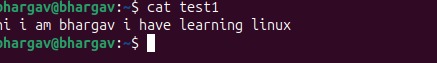 bhargav@bhargav:~$ cat test1
hi i am bhargav i have learning linux
bhargav@bhargav:~$